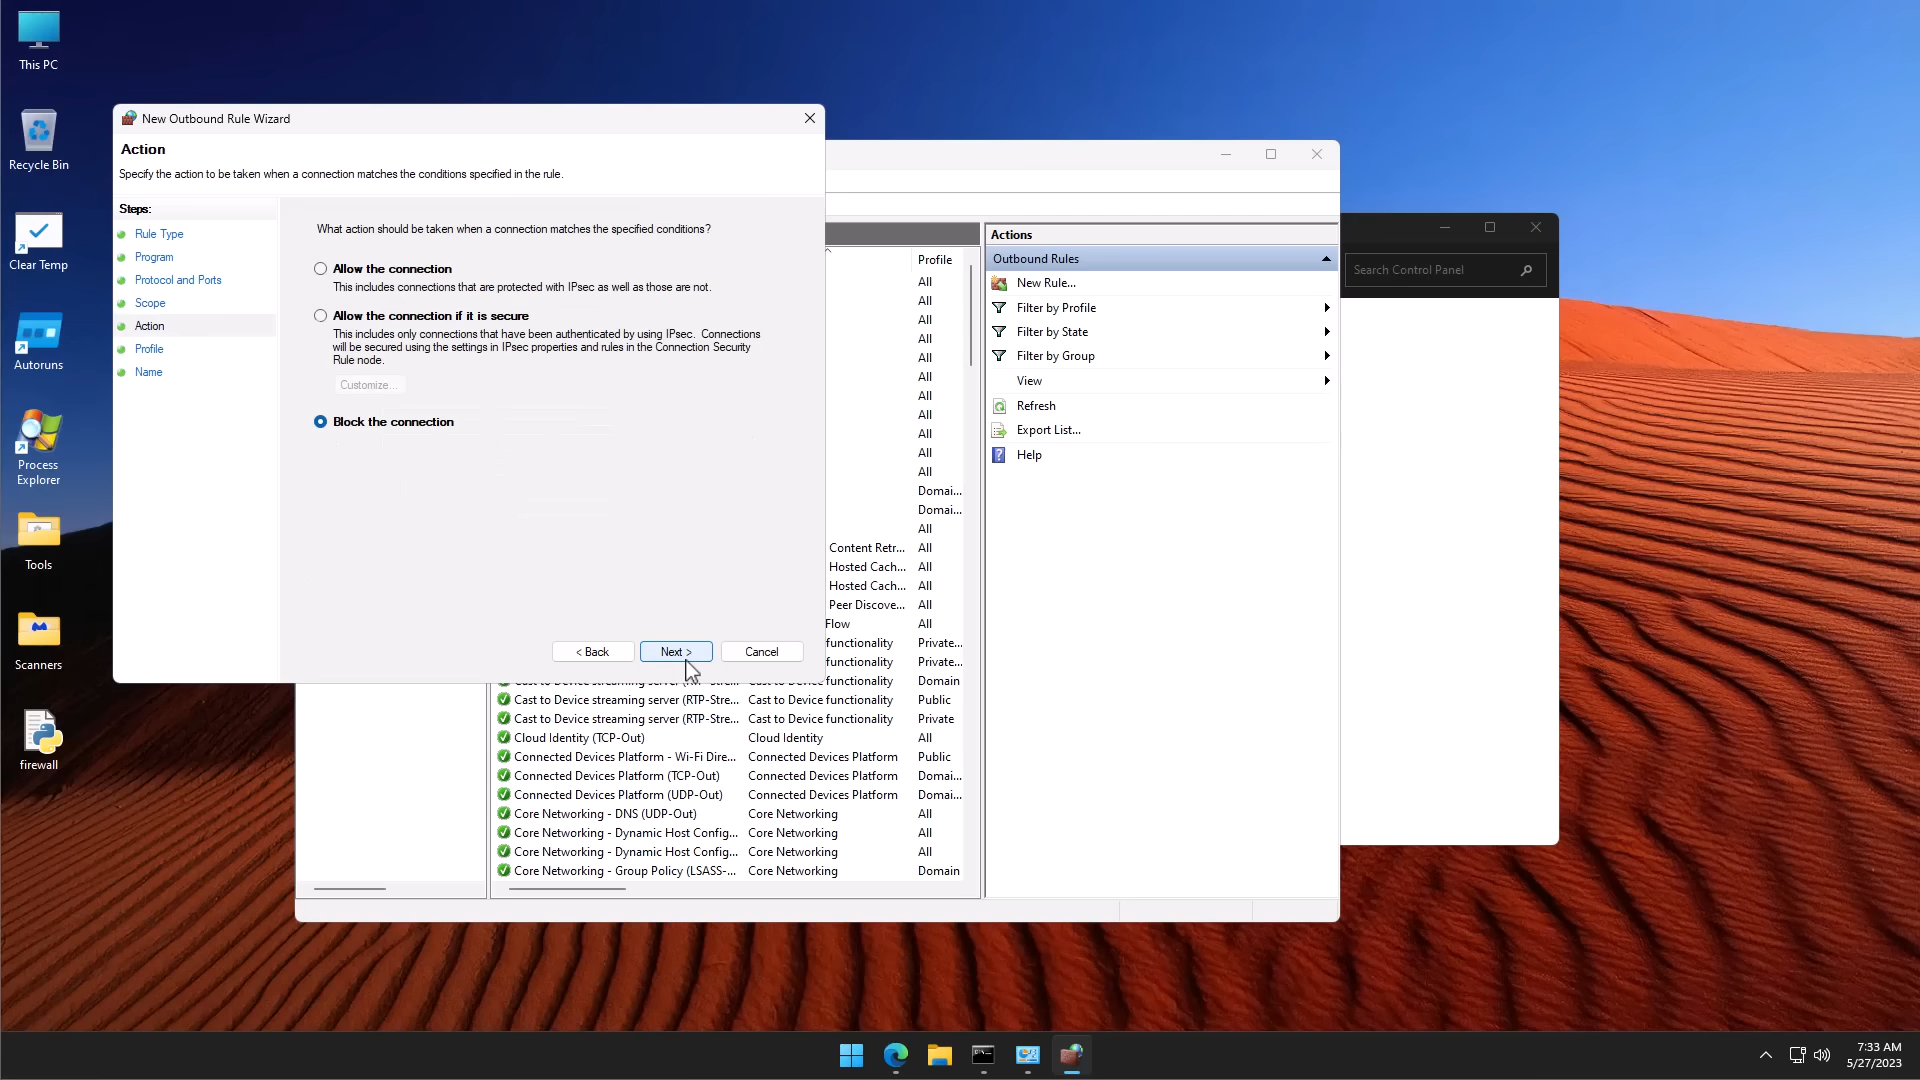 This PC
Recycle Bin
Clear Temp
Autoruns
Process
Explorer
Tools
Scanners
firewall
New Outbound Rule Wizard
Action
Specify the action to be taken when a connection matches the conditions specified in the rule.
Steps:
Rule Type
Program
Protocol and Ports
Scope
Action
Profile
Name
What action should be taken when a connection matches the specified conditions?
Allow the connection
This includes connections that are protected with IPsec as well as those are not.
Allow the connection if it is secure
This includes only connections that have been authenticated by using IPsec. Connections
will be secured using the settings in IPsec properties and rules in the Connection Security
Rule node.
Customize...
Block the connection
< Back
Next >
Cancel
Profile
All
All
All
All
All
All
All
All
All
All
All
Domai...
Domai...
All
Content Retr... All
Hosted Cach... All
Hosted Cach... All
Peer Discove... All
Flow All
functionality Private...
functionality Private...
Cast to Device streaming server (RTP-Stre... Cast to Device functionality Domain
Cast to Device streaming server (RTP-Stre... Cast to Device functionality Public
Cast to Device streaming server (RTP-Stre... Cast to Device functionality Private
Cloud Identity (TCP-Out) Cloud Identity All
Connected Devices Platform - Wi-Fi Dire... Connected Devices Platform Public
Connected Devices Platform (TCP-Out) Connected Devices Platform Domai...
Connected Devices Platform (UDP-Out) Connected Devices Platform Domai...
Core Networking - DNS (UDP-Out) Core Networking All
Core Networking - Dynamic Host Config... Core Networking All
Core Networking - Dynamic Host Config... Core Networking All
Core Networking - Group Policy (LSASS-... Core Networking Domain
Actions
Outbound Rules
New Rule...
Filter by Profile
Filter by State
Filter by Group
View
Refresh
Export List...
Help
Search Control Panel
7:33 AM
5/27/2023